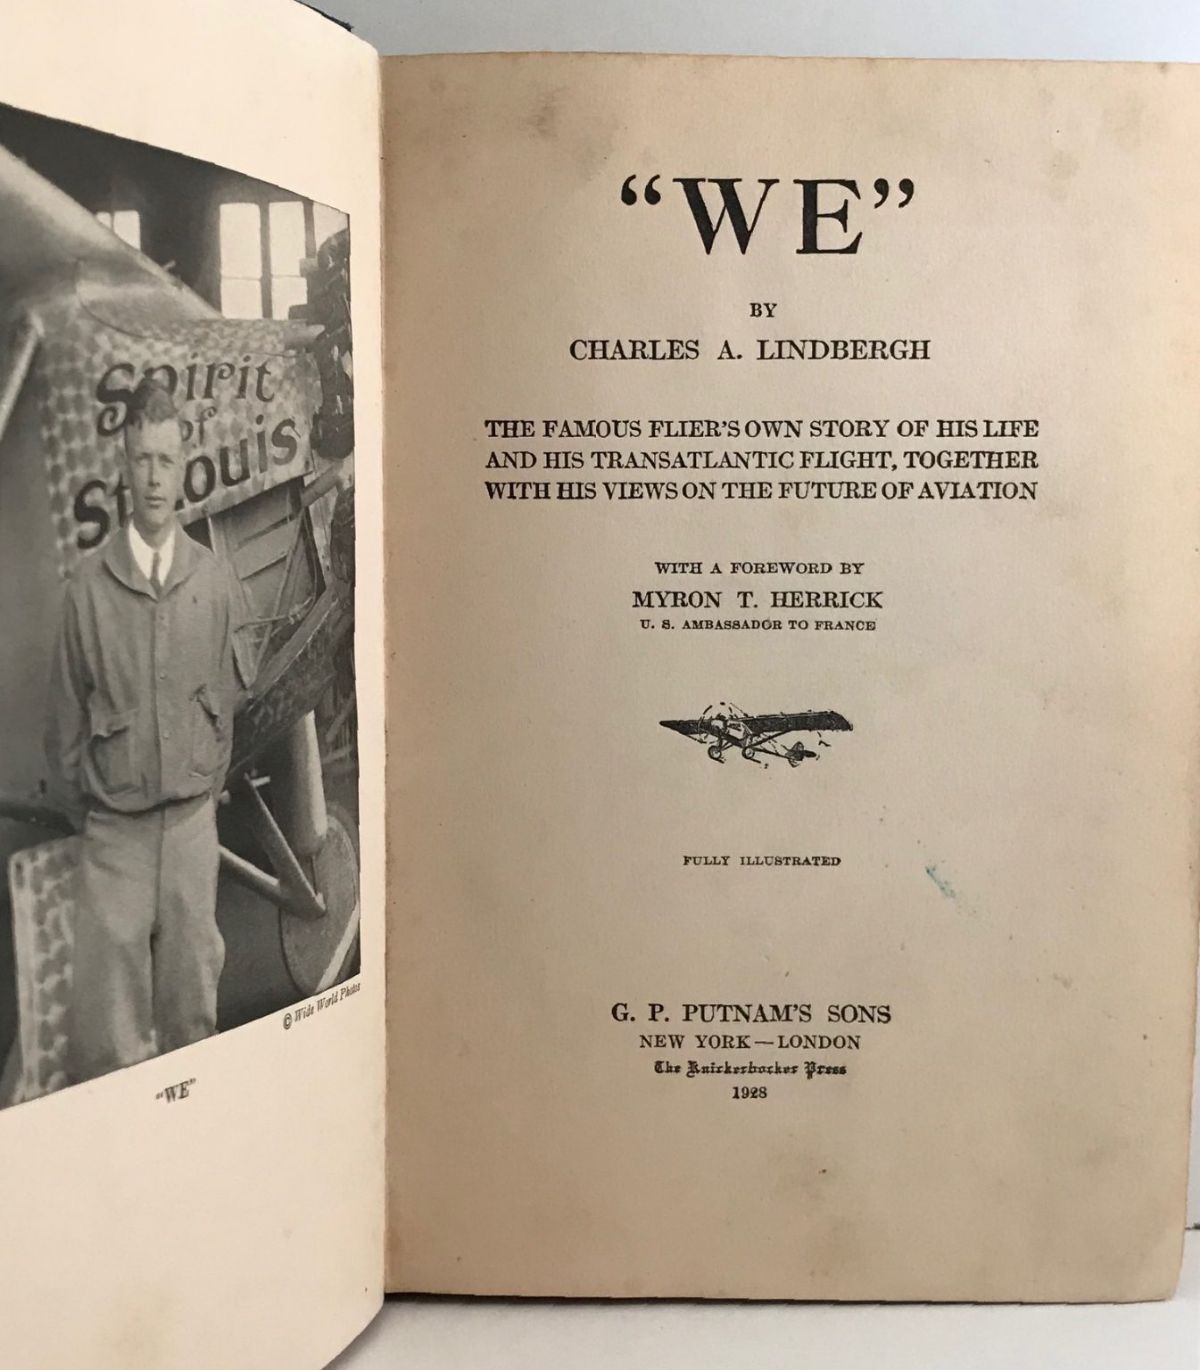 Spirit
of
St. Louis
© Wide World Photos
"WE"
“WE”
BY
CHARLES A. LINDBERGH
THE FAMOUS FLIER'S OWN STORY OF HIS LIFE
AND HIS TRANSATLANTIC FLIGHT, TOGETHER
WITH HIS VIEWS ON THE FUTURE OF AVIATION
WITH A FOREWORD BY
MYRON T. HERRICK
U. S. AMBASSADOR TO FRANCE
FULLY ILLUSTRATED
G. P. PUTNAM'S SONS
NEW YORK — LONDON
The Knickerbocker Press
1928